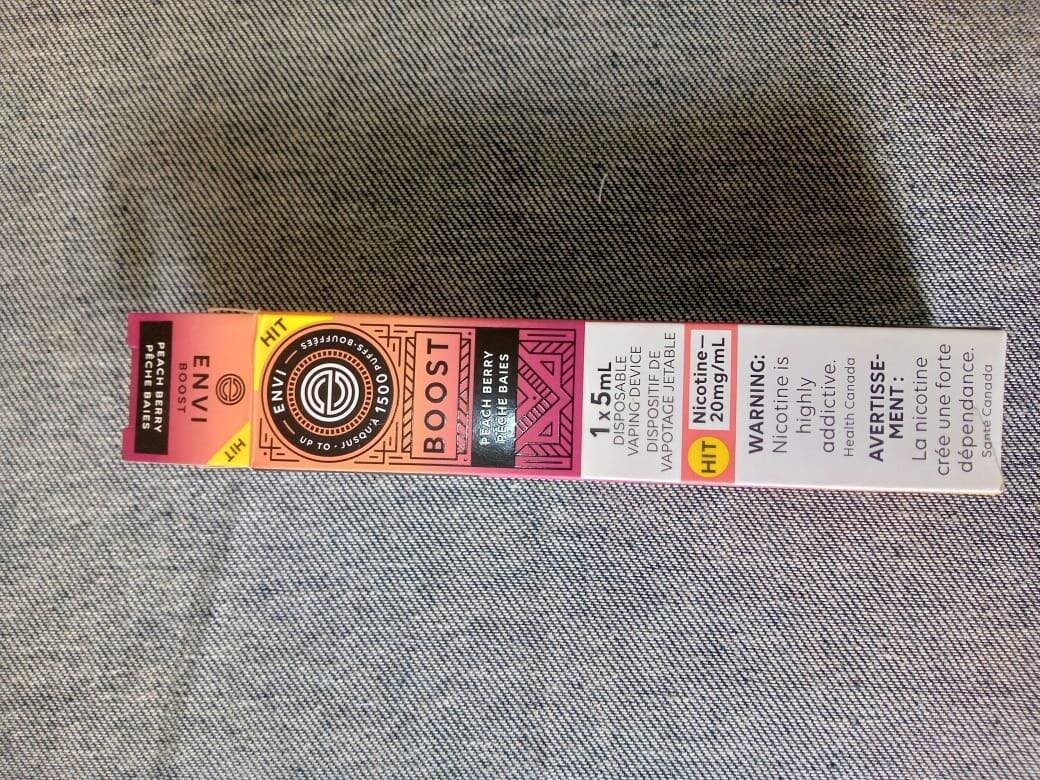 PEACH BERRY
PÊCHE BAIES
ENVI
BOOST
HIT
HIT
ENVI
UP TO · JUSQU'À 1500 PUFFS·BOUFFÉES
BOOST
PEACH BERRY
PÊCHE BAIES
1 x 5mL
DISPOSABLE
VAPING-DEVICE
DISPOSITIF DE
VAPOTAGE JETABLE
HIT
Nicotine—
20mg/mL
WARNING:
Nicotine is
highly
addictive.
Health Canada
AVERTISSE-
MENT :
La nicotine
crée une forte
dépendance.
Santé Canada